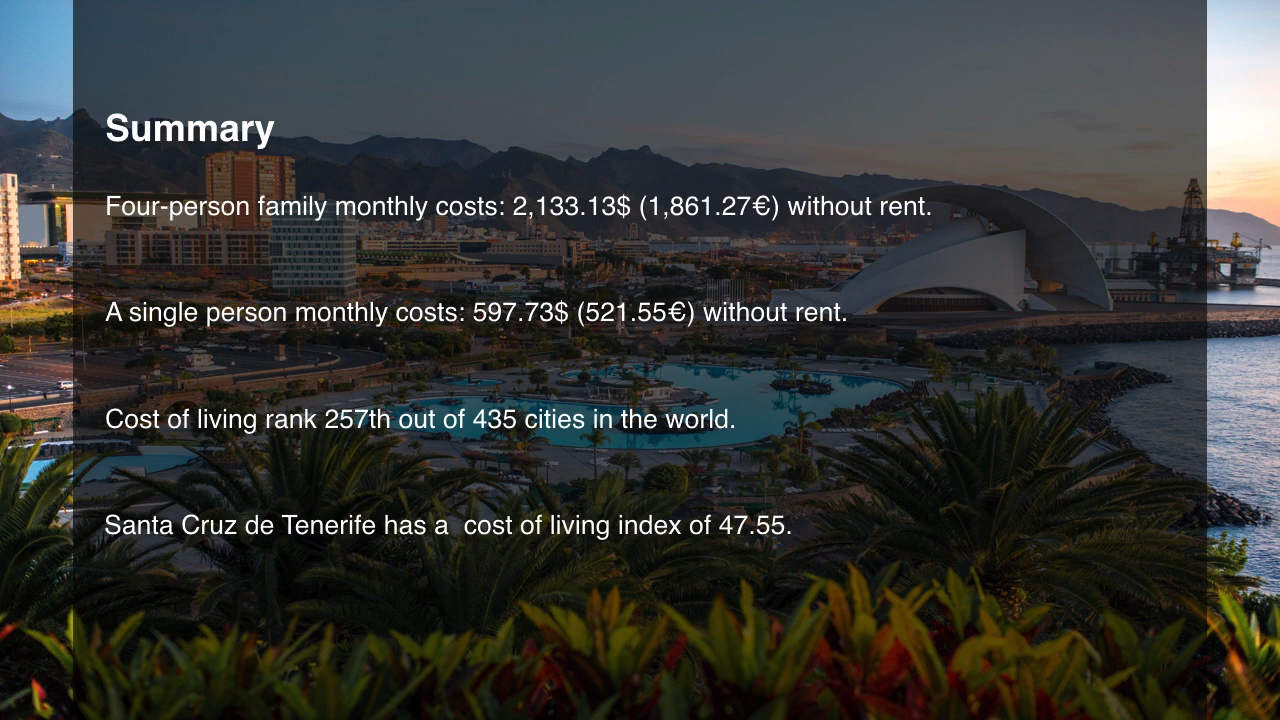 Summary
Four-person family monthly costs: 2,133.13$ (1,861.27€) without rent.
A single person monthly costs: 597.73$ (521.55€) without rent.
Cost of living rank 257th out of 435 cities in the world.
Santa Cruz de Tenerife has a  cost of living index of 47.55.